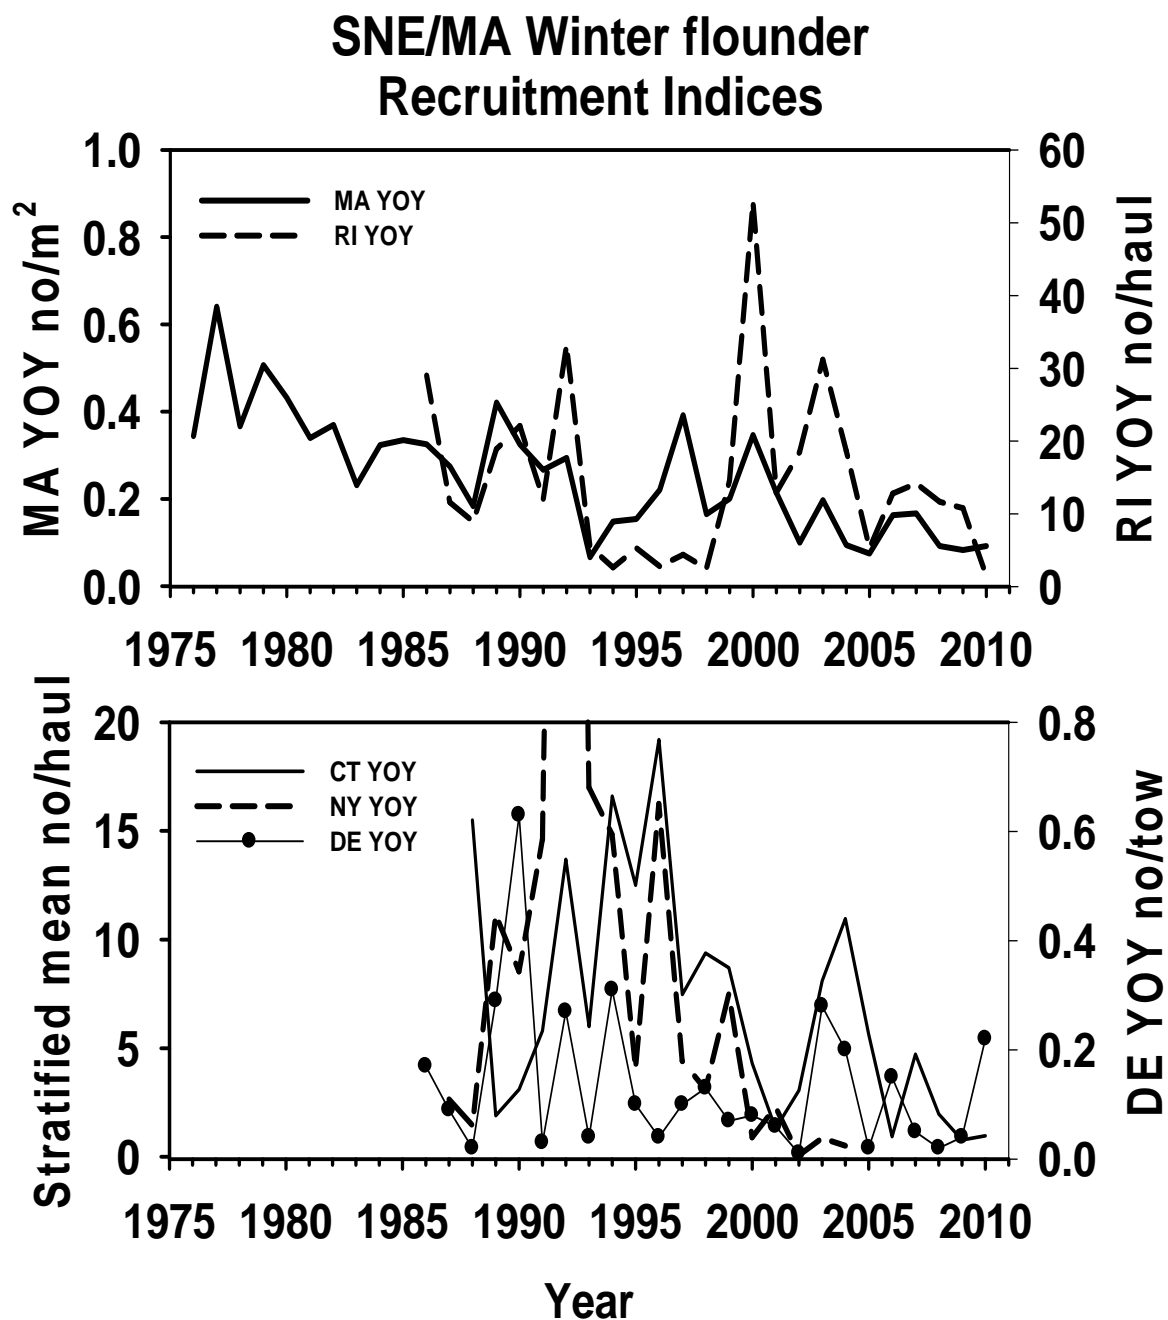 SNE/MA Winter flounder
Recruitment Indices
MA YOY no/m²
1.0
0.8
0.6
0.4
0.2
0.0
MA YOY
RI YOY
60
50
40
30
20
10
0
RI YOY no/haul
1975 1980 1985 1990 1995 2000 2005 2010
Stratified mean no/haul
20
15
10
5
0
CT YOY
NY YOY
DE YOY
0.8
0.6
0.4
0.2
0.0
DE YOY no/tow
1975 1980 1985 1990 1995 2000 2005 2010
Year